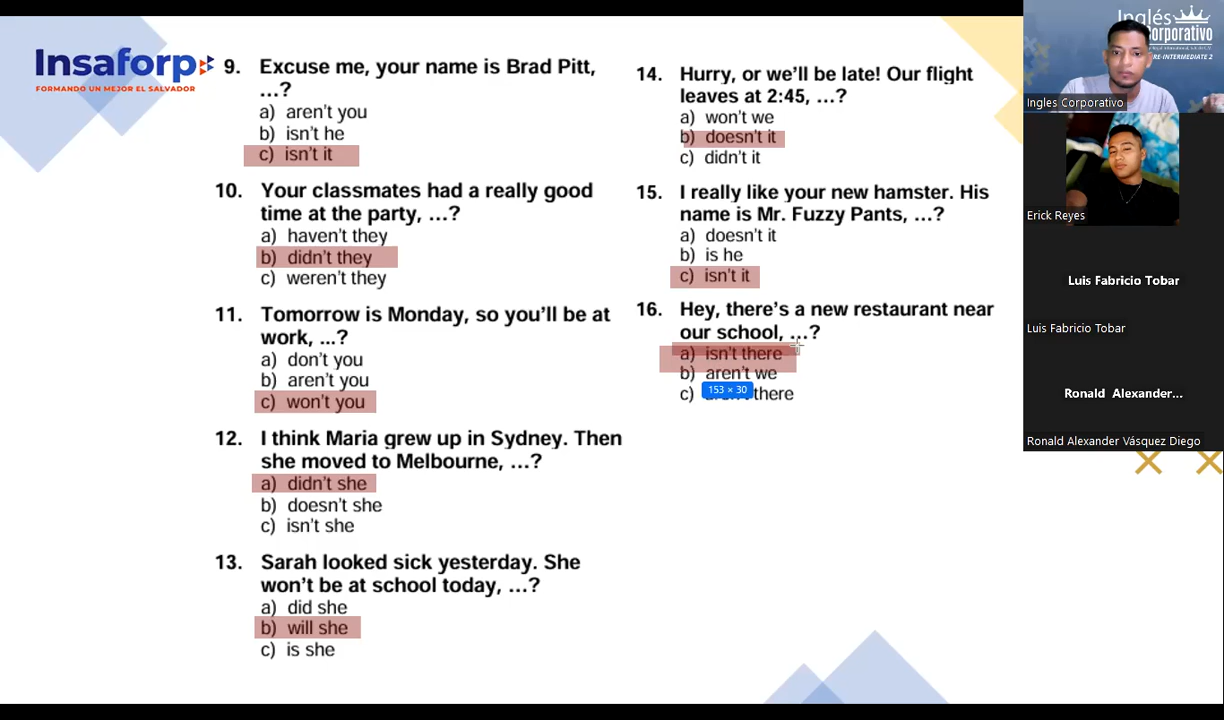 Insaforp
FORMANDO UN MEJOR EL SALVADOR
9. Excuse me, your name is Brad Pitt,
…?
a) aren't you
b) isn't he
c) isn't it
10. Your classmates had a really good
time at the party, …?
a) haven't they
b) didn't they
c) weren't they
11. Tomorrow is Monday, so you'll be at
work, ...?
a) don't you
b) aren't you
c) won't you
12. I think Maria grew up in Sydney. Then
she moved to Melbourne, …?
a) didn't she
b) doesn't she
c) isn't she
13. Sarah looked sick yesterday. She
won't be at school today, …?
a) did she
b) will she
c) is she
14. Hurry, or we'll be late! Our flight
leaves at 2:45, …?
a) won't we
b) doesn't it
c) didn't it
15. I really like your new hamster. His
name is Mr. Fuzzy Pants, …?
a) doesn't it
b) is he
c) isn't it
16. Hey, there's a new restaurant near
our school, …?
a) isn't there
b) aren't we
153 × 30
c) there
Inglés
Corporativo
PRE-INTERMEDIATE 2
Ingles Corporativo
Erick Reyes
Luis Fabricio Tobar
Luis Fabricio Tobar
Ronald Alexander...
Ronald Alexander Vásquez Diego